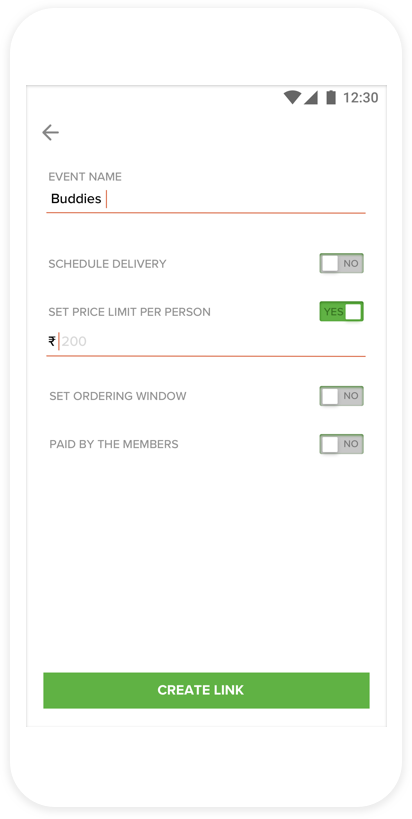 12:30
EVENT NAME
Buddies
SCHEDULE DELIVERY NO
SET PRICE LIMIT PER PERSON YES
₹ 200
SET ORDERING WINDOW NO
PAID BY THE MEMBERS NO
CREATE LINK